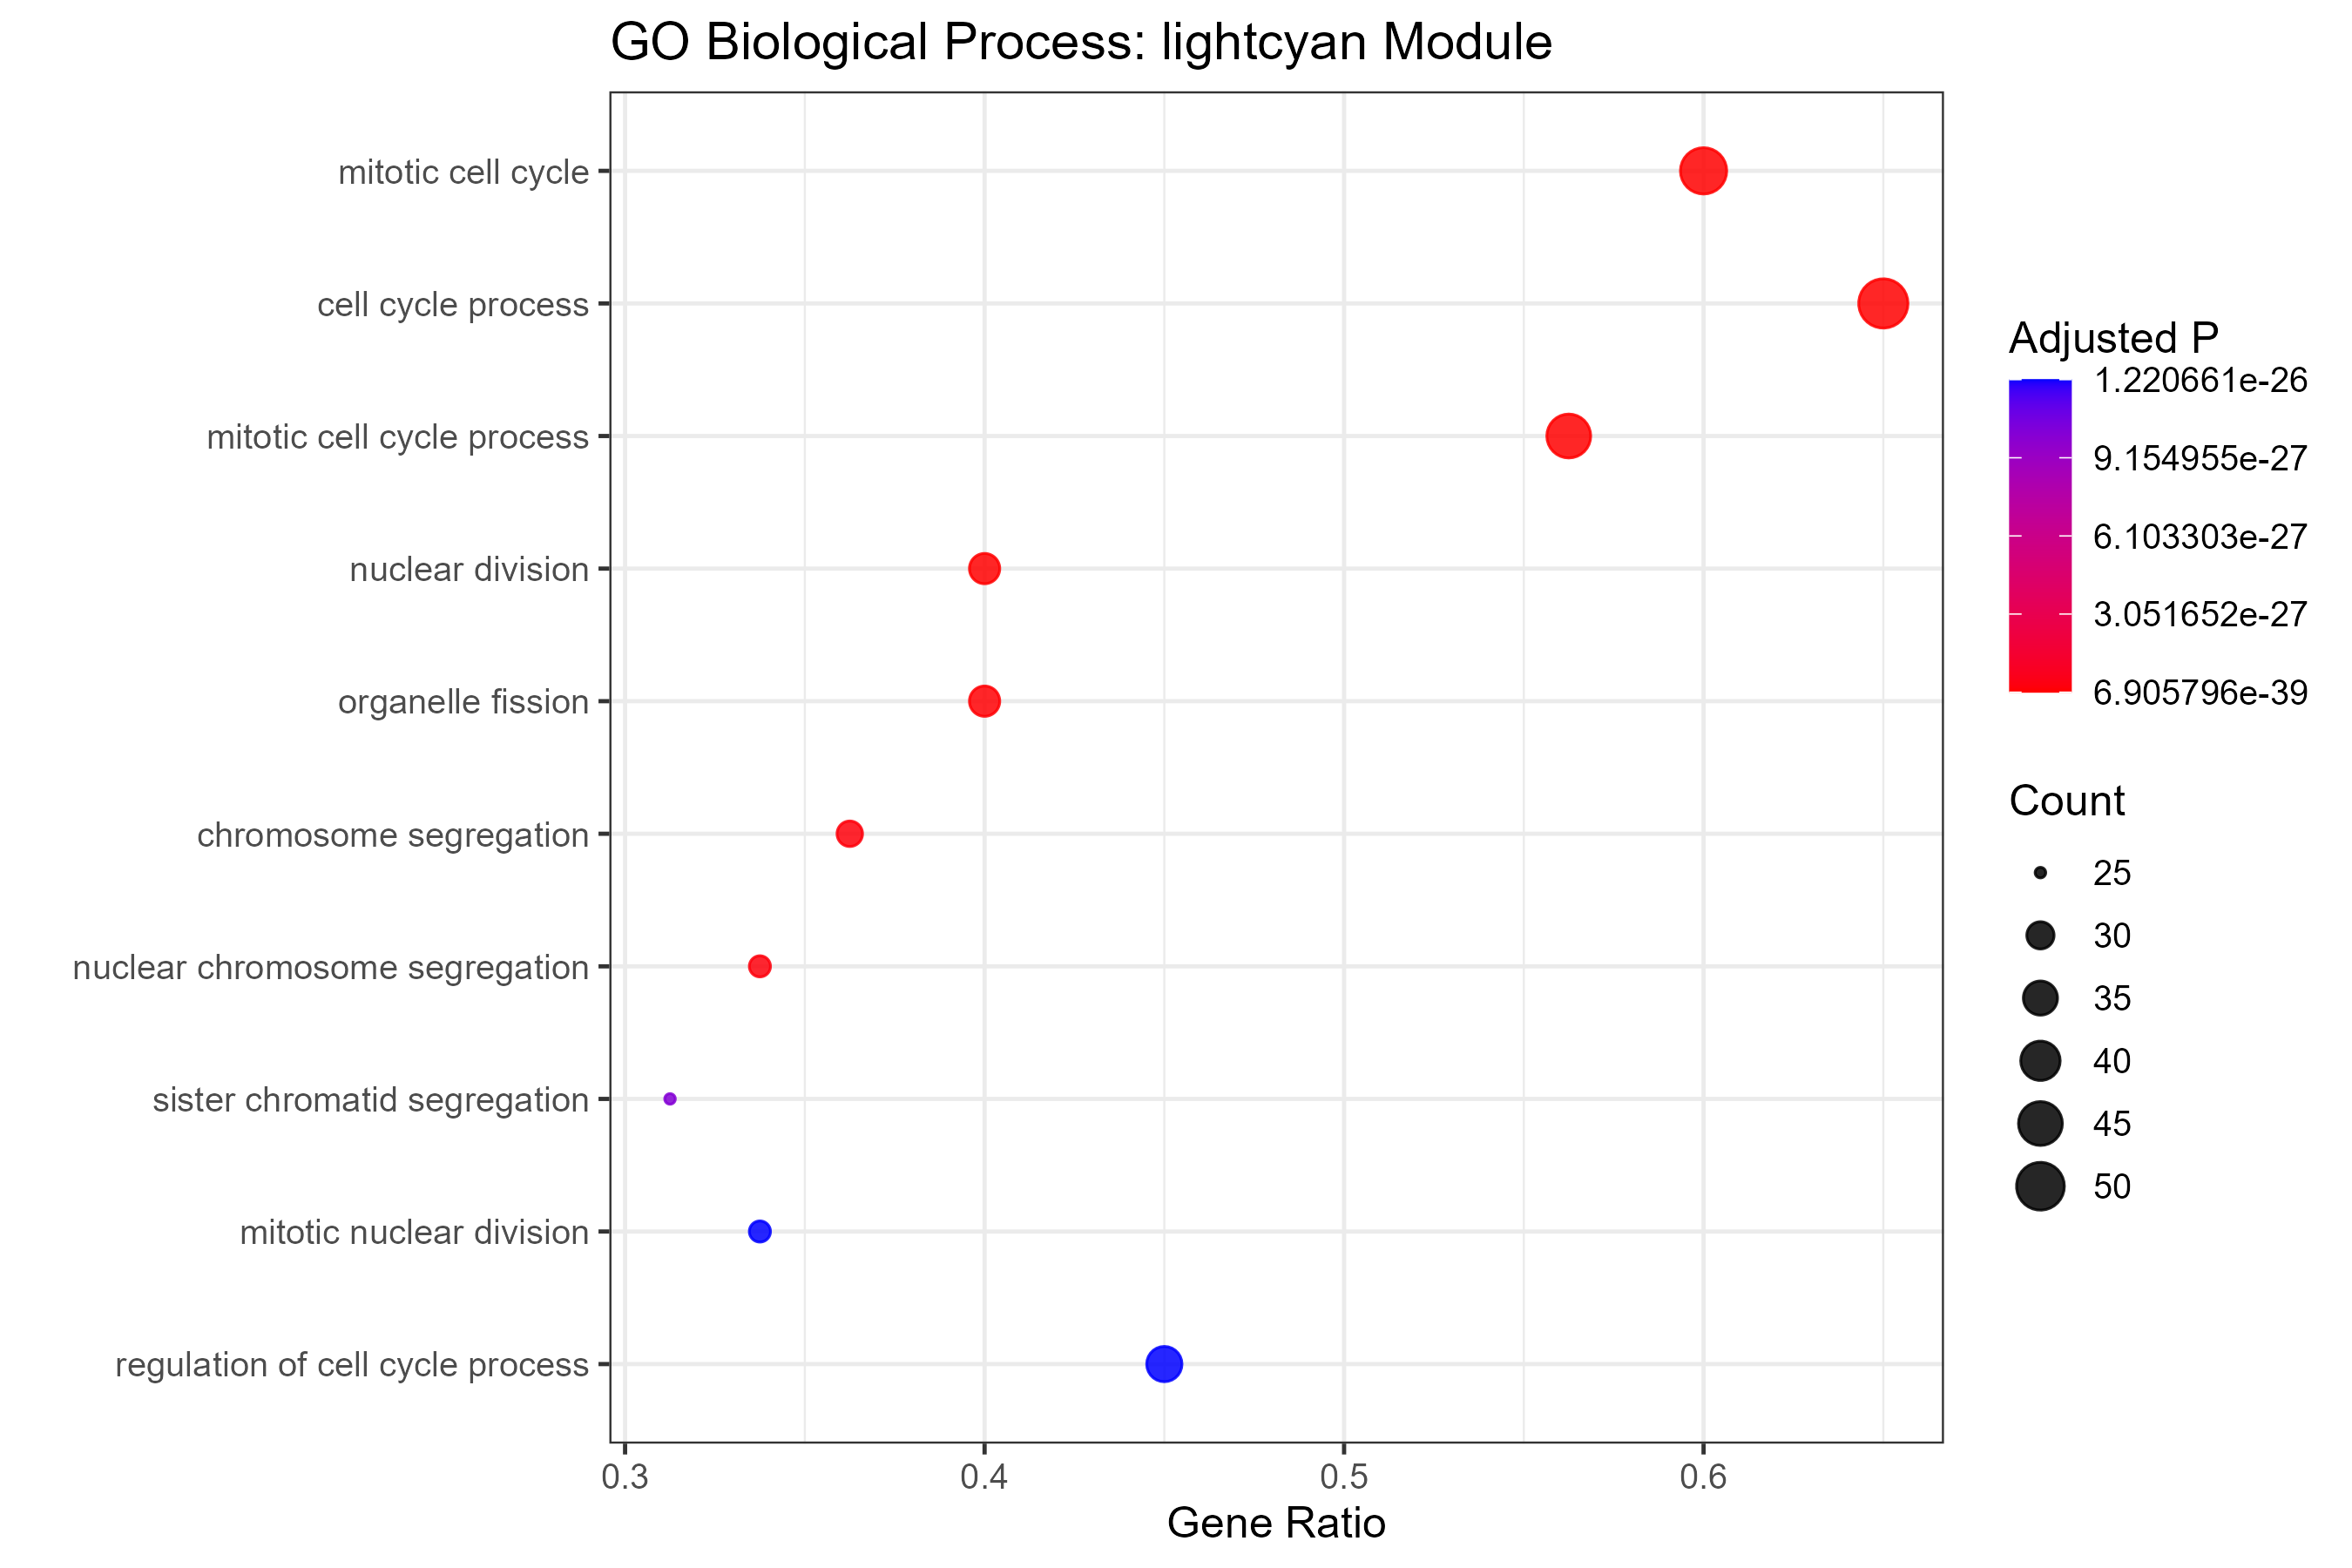 GO Biological Process: lightcyan Module
mitotic cell cycle
cell cycle process
mitotic cell cycle process
nuclear division
organelle fission
chromosome segregation
nuclear chromosome segregation
sister chromatid segregation
mitotic nuclear division
regulation of cell cycle process
0.3 0.4 0.5 0.6
Gene Ratio
Adjusted P
1.220661e-26
9.154955e-27
6.103303e-27
3.051652e-27
6.905796e-39
Count
25
30
35
40
45
50